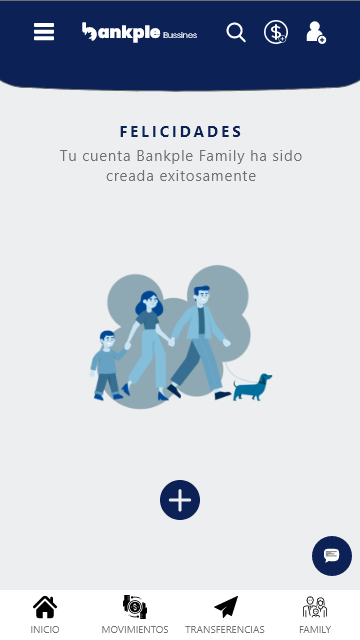 Bankple Bussines
FELICIDADES
Tu cuenta Bankple Family ha sido
creada exitosamente
INICIO
MOVIMIENTOS
TRANSFERENCIAS
FAMILY